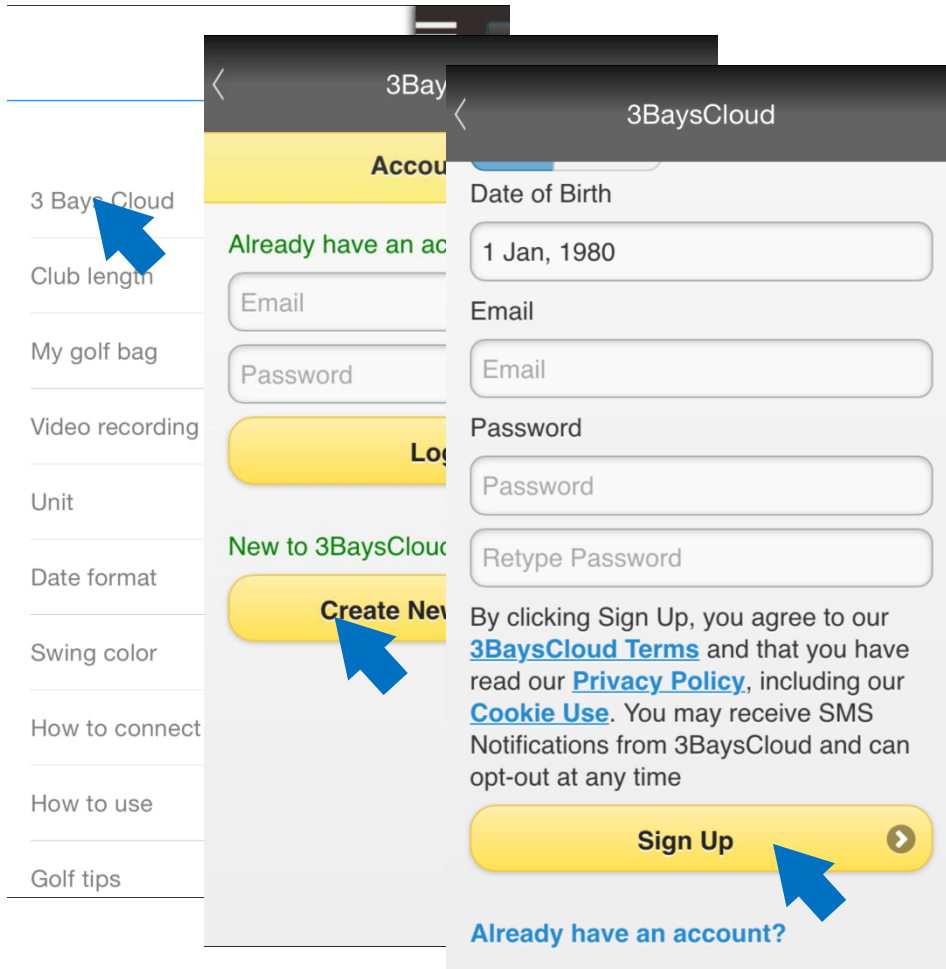 3 Bays Cloud
Club length
My golf bag
Video recording
Unit
Date format
Swing color
How to connect
How to use
Golf tips
3Bay
Accou
Already have an ac
Email
Password
Log
New to 3BaysCloud
Create New
3BaysCloud
Date of Birth
1 Jan, 1980
Email
Email
Password
Password
Retype Password
By clicking Sign Up, you agree to our
3BaysCloud Terms and that you have
read our Privacy Policy, including our
Cookie Use. You may receive SMS
Notifications from 3BaysCloud and can
opt-out at any time
Sign Up
Already have an account?